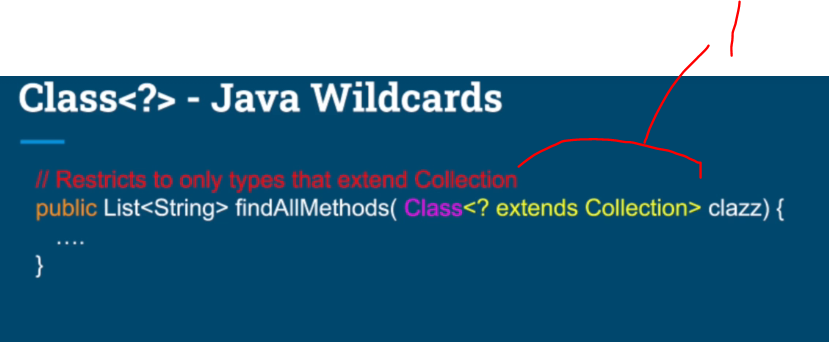 Class<?> - Java Wildcards
// Restricts to only types that extend Collection
public List<String> findAllMethods( Class<? extends Collection> clazz) {
....
}